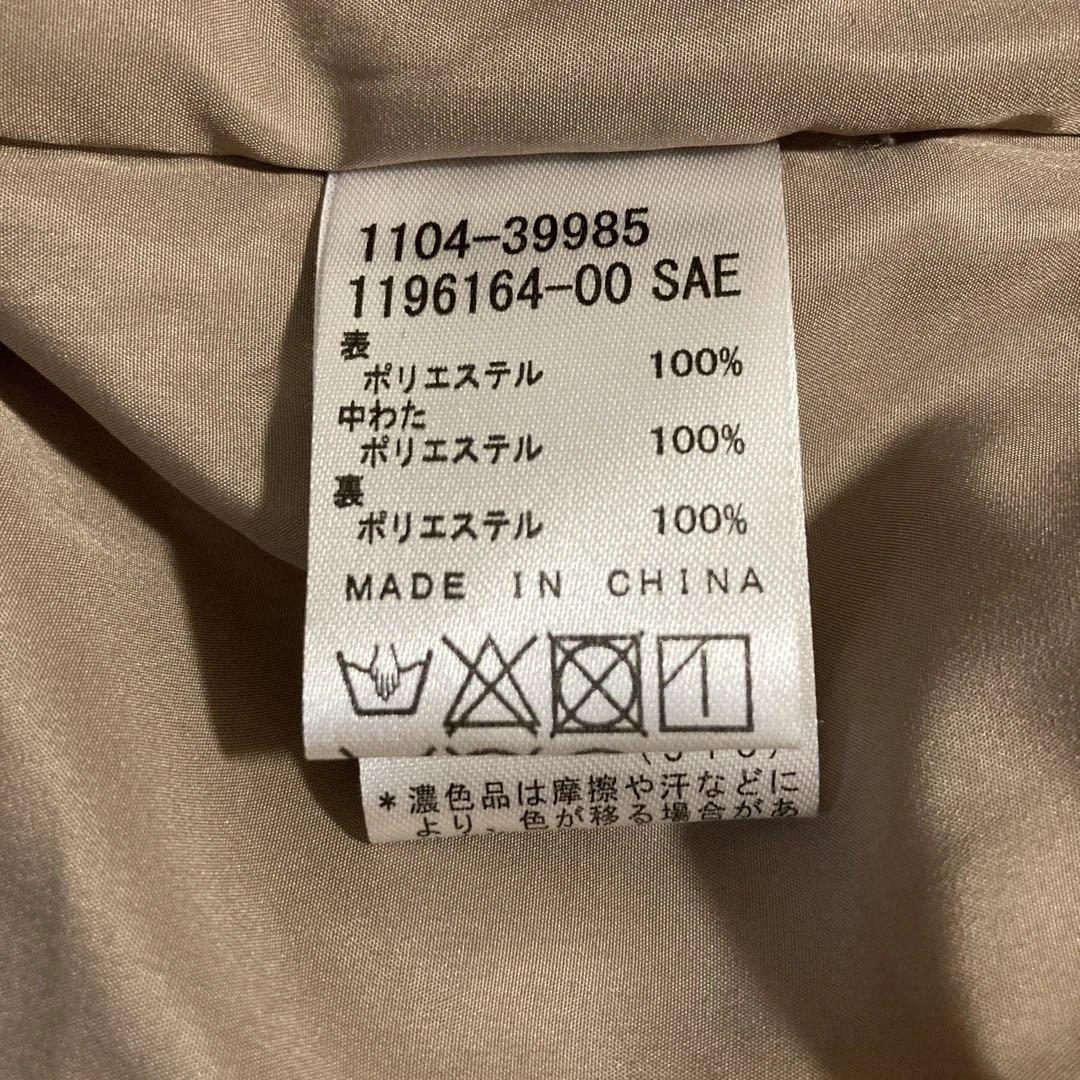 1104-39985
1196164-00 SAE
表
ポリエステル 100%
中わた
ポリエステル 100%
裏
ポリエステル 100%
MADE IN CHINA
*濃色品は摩擦や汗などに
より、色が移る場合があ